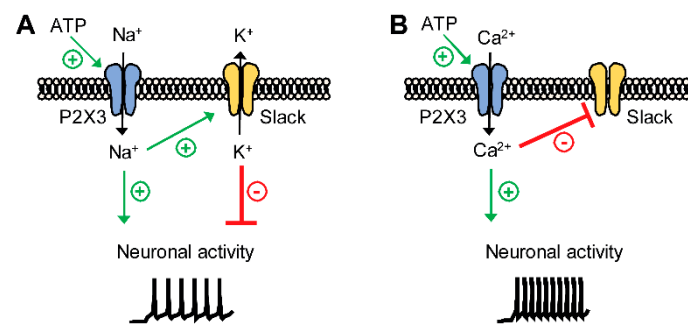 A
ATP
Na⁺
K⁺
+
P2X3
Slack
Na⁺
+
K⁺
+
-
Neuronal activity
B
ATP
Ca²⁺
+
P2X3
Slack
Ca²⁺
-
+
Neuronal activity